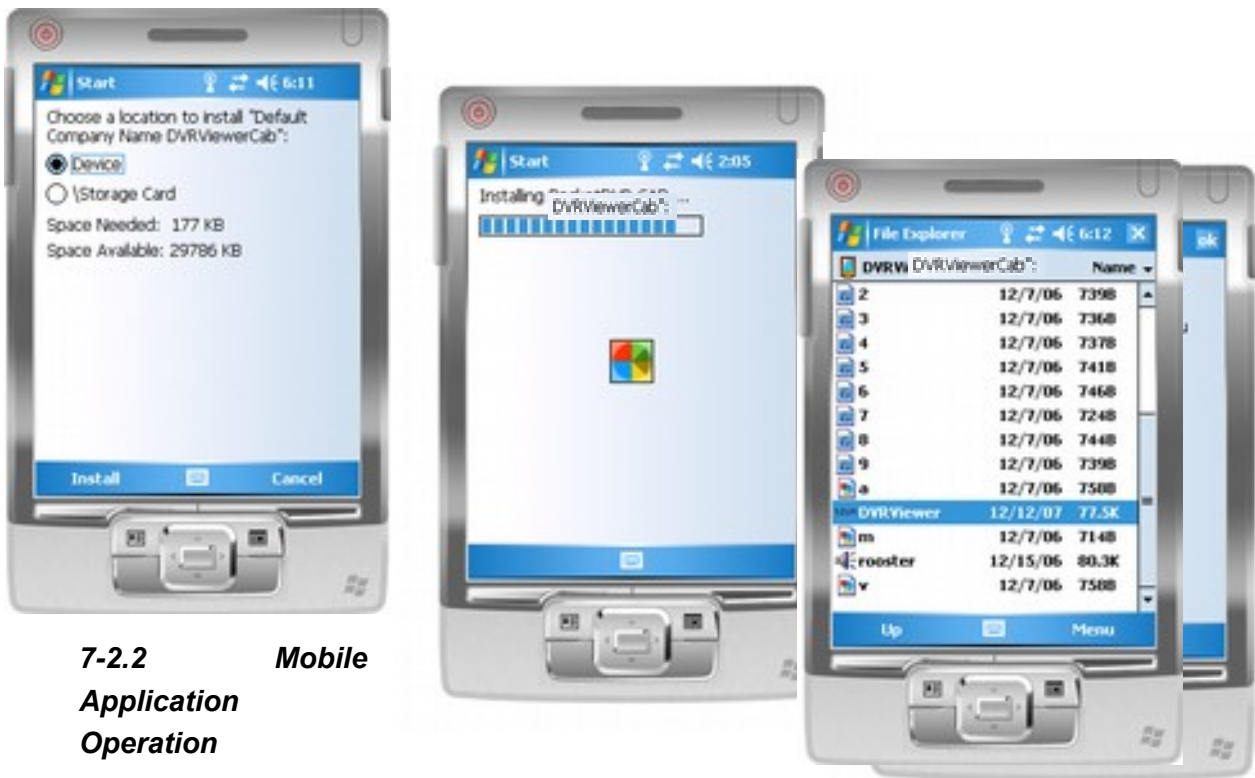 Start 6:11
Choose a location to install "Default
Company Name DVRViewerCab":
Device
\Storage Card
Space Needed: 177 KB
Space Available: 29786 KB
Install Cancel
7-2.2 Mobile
Application
Operation
Start 2:05
Installing
DVRViewerCab":
File Explorer 6:12
DVRVi DVRViewerCab": Name
2 12/7/06 739B
3 12/7/06 736B
4 12/7/06 737B
5 12/7/06 741B
6 12/7/06 746B
7 12/7/06 724B
8 12/7/06 744B
9 12/7/06 739B
a 12/7/06 758B
DVRViewer 12/12/07 77.5K
m 12/7/06 714B
rooster 12/15/06 80.3K
v 12/7/06 758B
Up Menu
ok